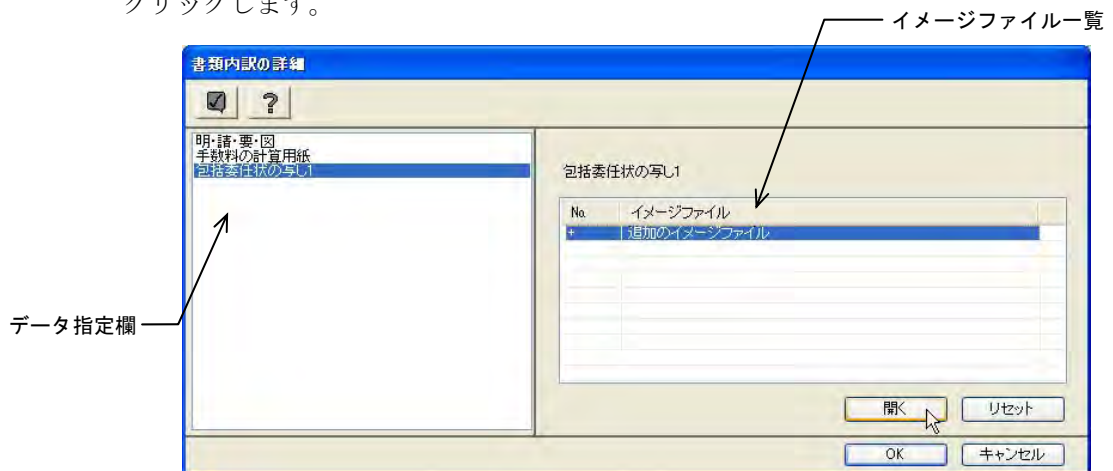 クリックします。
イメージファイル一覧
書類内訳の詳細
?
明・請・要・図
手数料の計算用紙
包括委任状の写し1
包括委任状の写し1
No. イメージファイル
+ 追加のイメージファイル
データ指定欄
開く リセット
OK キャンセル